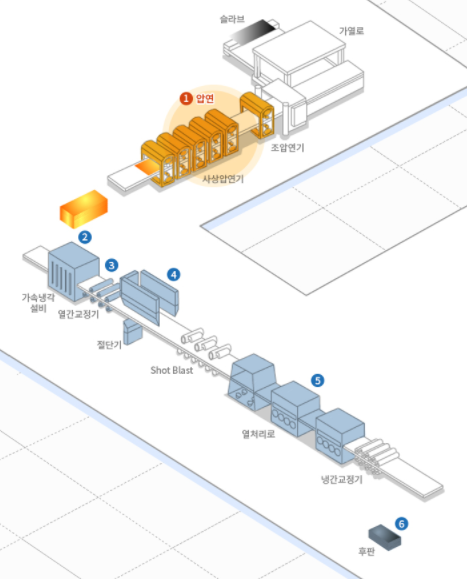 슬라브
가열로
1 압연
조압연기
사상압연기
2
3
4
가속냉각
설비
열간교정기
절단기
Shot Blast
5
열처리로
냉간교정기
6
후판